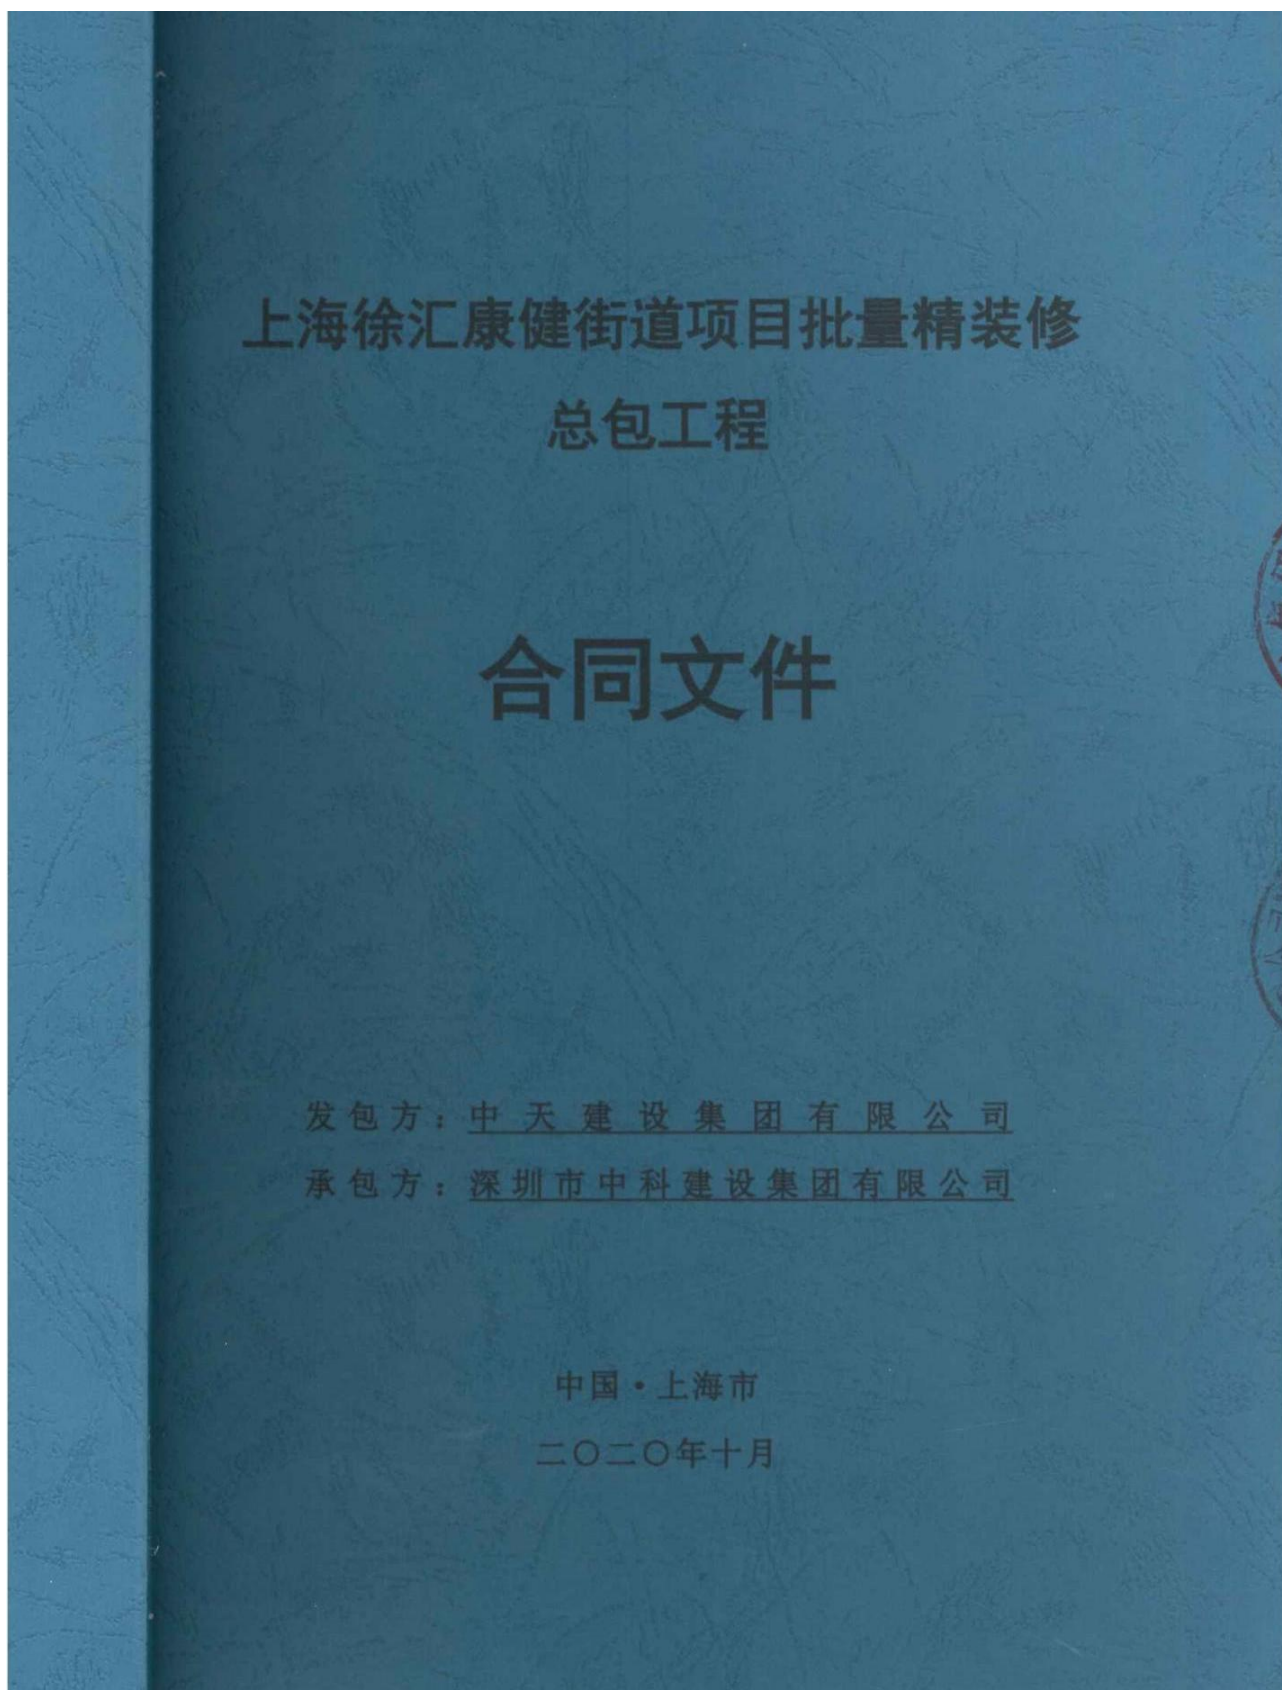 上海徐汇康健街道项目批量精装修
总包工程
合同文件
发包方：中天建设集团有限公司
承包方：深圳市中科建设集团有限公司
中国·上海市
二〇二〇年十月